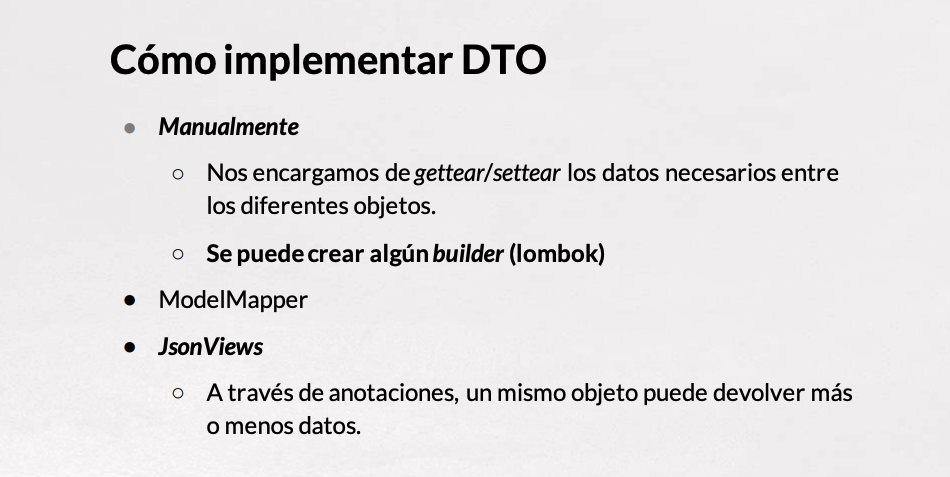 Cómo implementar DTO
● Manualmente
○ Nos encargamos de gettear/settear los datos necesarios entre
los diferentes objetos.
○ Se puede crear algún builder (lombok)
● ModelMapper
● JsonViews
○ A través de anotaciones, un mismo objeto puede devolver más
o menos datos.